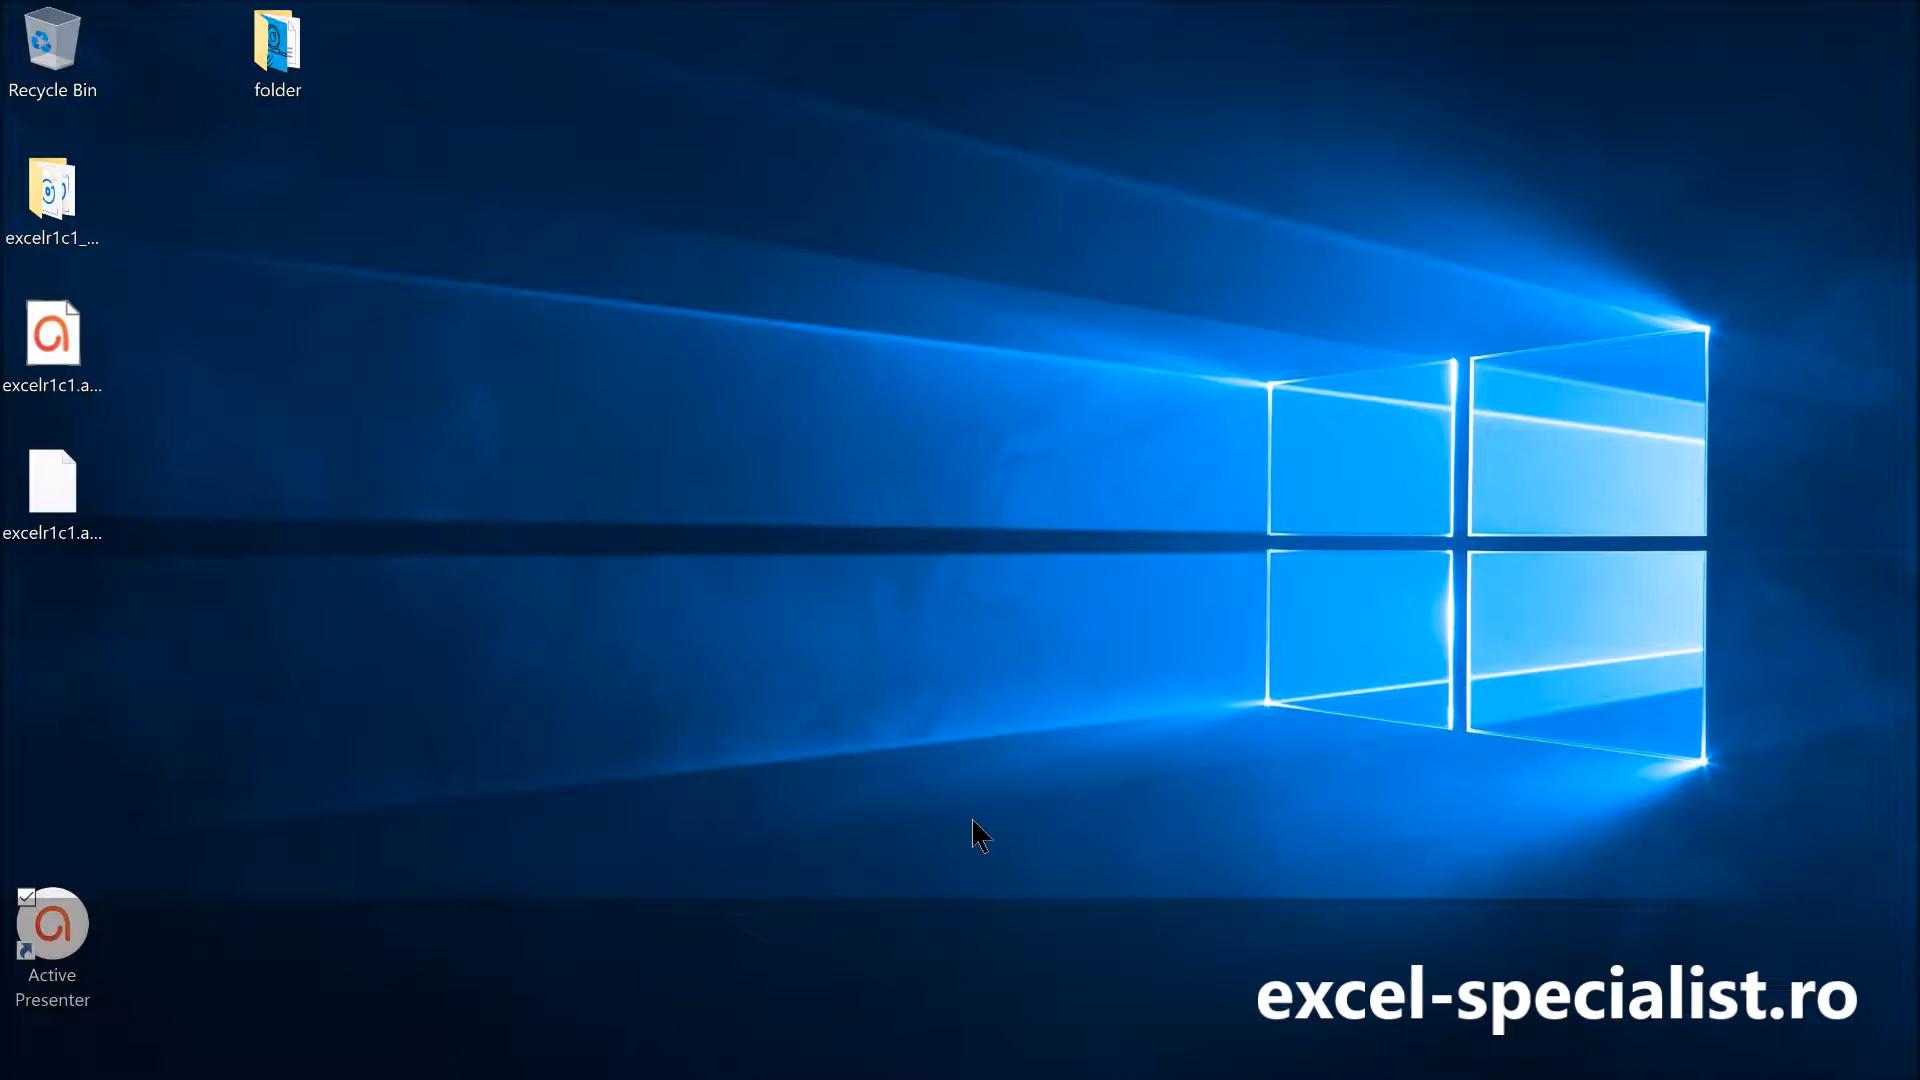 Recycle Bin
folder
excelr1c1_...
excelr1c1.a...
excelr1c1.a...
Active
Presenter
excel-specialist.ro